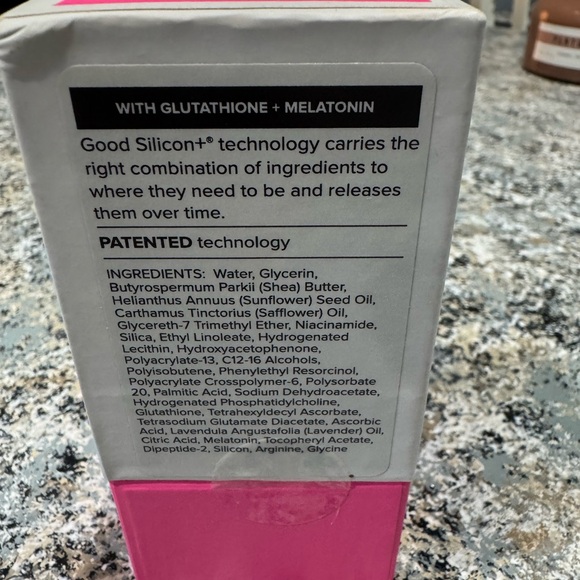 WITH GLUTATHIONE + MELATONIN
Good Silicon+® technology carries the
right combination of ingredients to
where they need to be and releases
them over time.
PATENTED technology
INGREDIENTS: Water, Glycerin,
Butyrospermum Parkii (Shea) Butter,
Helianthus Annuus (Sunflower) Seed Oil,
Carthamus Tinctorius (Safflower) Oil,
Glycereth-7 Trimethyl Ether, Niacinamide,
Silica, Ethyl Linoleate, Hydrogenated
Lecithin, Hydroxyacetophenone,
Polyacrylate-13, C12-16 Alcohols,
Polyisobutene, Phenylethyl Resorcinol,
Polyacrylate Crosspolymer-6, Polysorbate
20, Palmitic Acid, Sodium Dehydroacetate,
Hydrogenated Phosphatidylcholine,
Glutathione, Tetrahexyldecyl Ascorbate,
Tetrasodium Glutamate Diacetate, Ascorbic
Acid, Lavendula Angustafolia (Lavender) Oil,
Citric Acid, Melatonin, Tocopheryl Acetate,
Dipeptide-2, Silicon, Arginine, Glycine